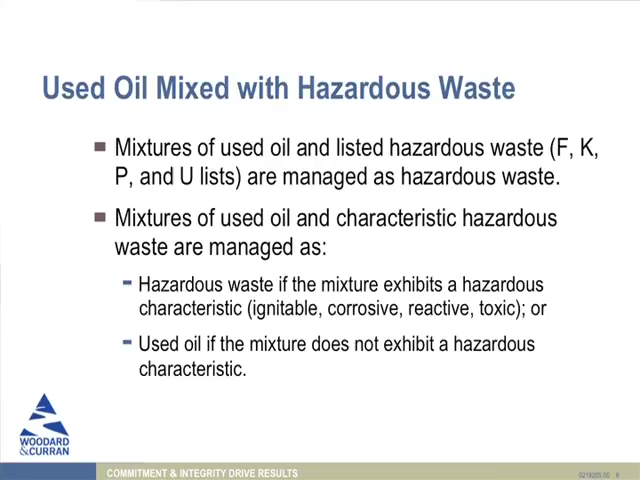 Used Oil Mixed with Hazardous Waste
Mixtures of used oil and listed hazardous waste (F, K,
P, and U lists) are managed as hazardous waste.
Mixtures of used oil and characteristic hazardous
waste are managed as:
Hazardous waste if the mixture exhibits a hazardous
characteristic (ignitable, corrosive, reactive, toxic); or
Used oil if the mixture does not exhibit a hazardous
characteristic.
WOODARD
&CURRAN
COMMITMENT & INTEGRITY DRIVE RESULTS